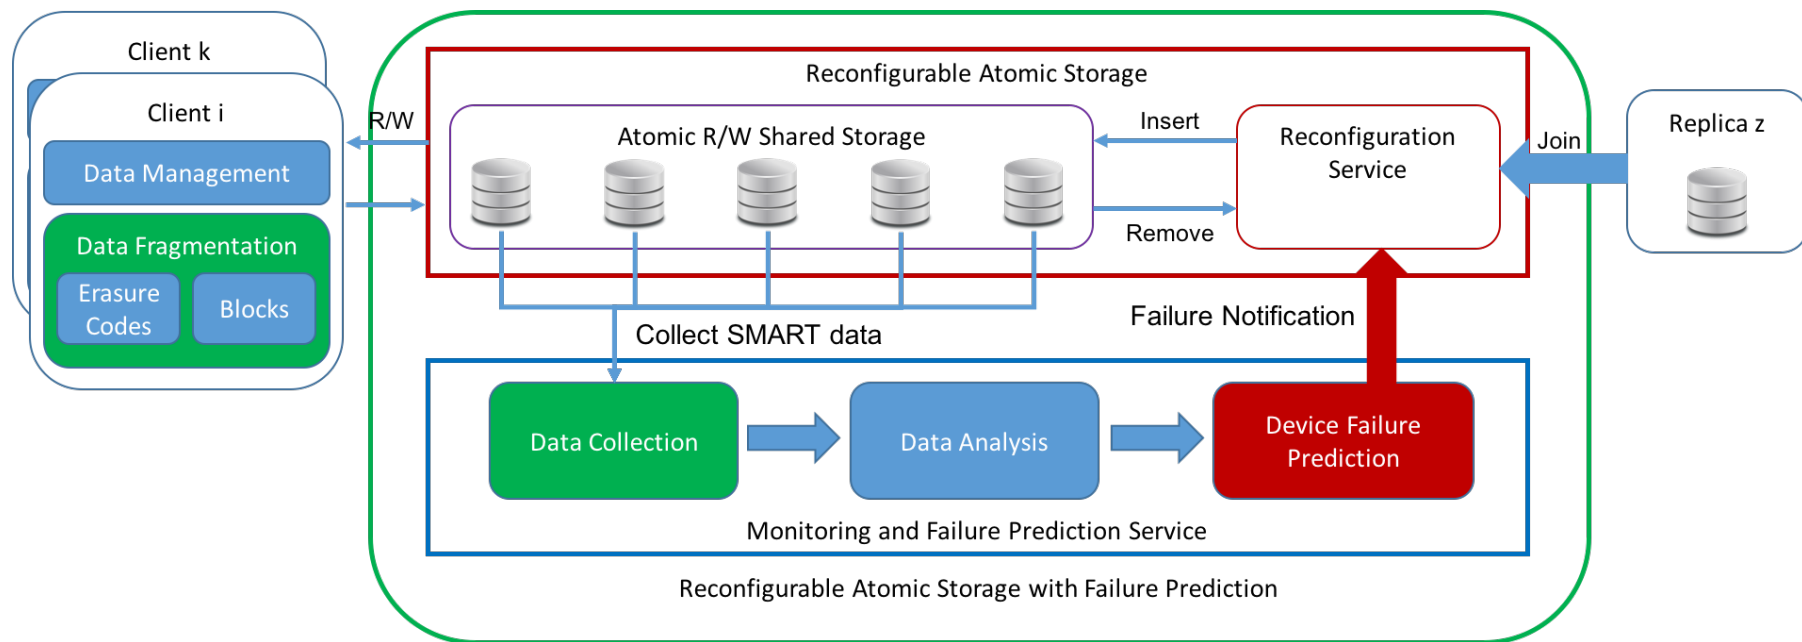 Client k
Client i
Data Management
Data Fragmentation
Erasure
Codes
Blocks
R/W
Reconfigurable Atomic Storage
Atomic R/W Shared Storage
Insert
Remove
Reconfiguration
Service
Join
Replica z
Collect SMART data
Failure Notification
Data Collection
Data Analysis
Device Failure
Prediction
Monitoring and Failure Prediction Service
Reconfigurable Atomic Storage with Failure Prediction